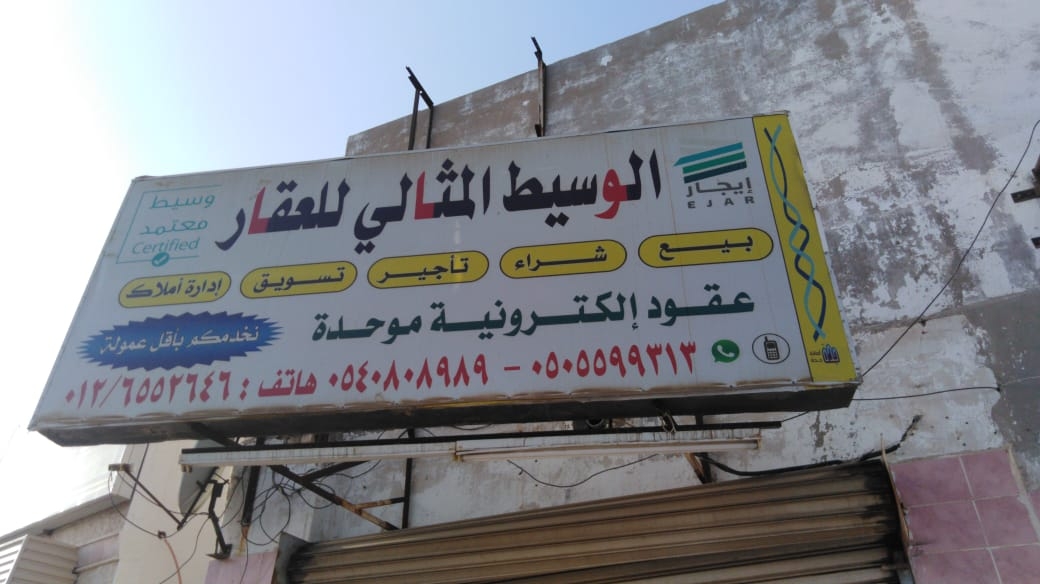 الوسيط المثالي للعقار
إيجار
EJAR
وسيط
معتمد
Certified
بيع
شراء
تأجير
تسويق
إدارة أملاك
عقود إلكترونية موحدة
نخدمكم بأقل عمولة
٠٥٠٥٥٩٩٣١٣ - ٠٥٤٠٨٠٨٩٨٩ هاتف : ٠١٢/٦٥٥٢٦٤٦